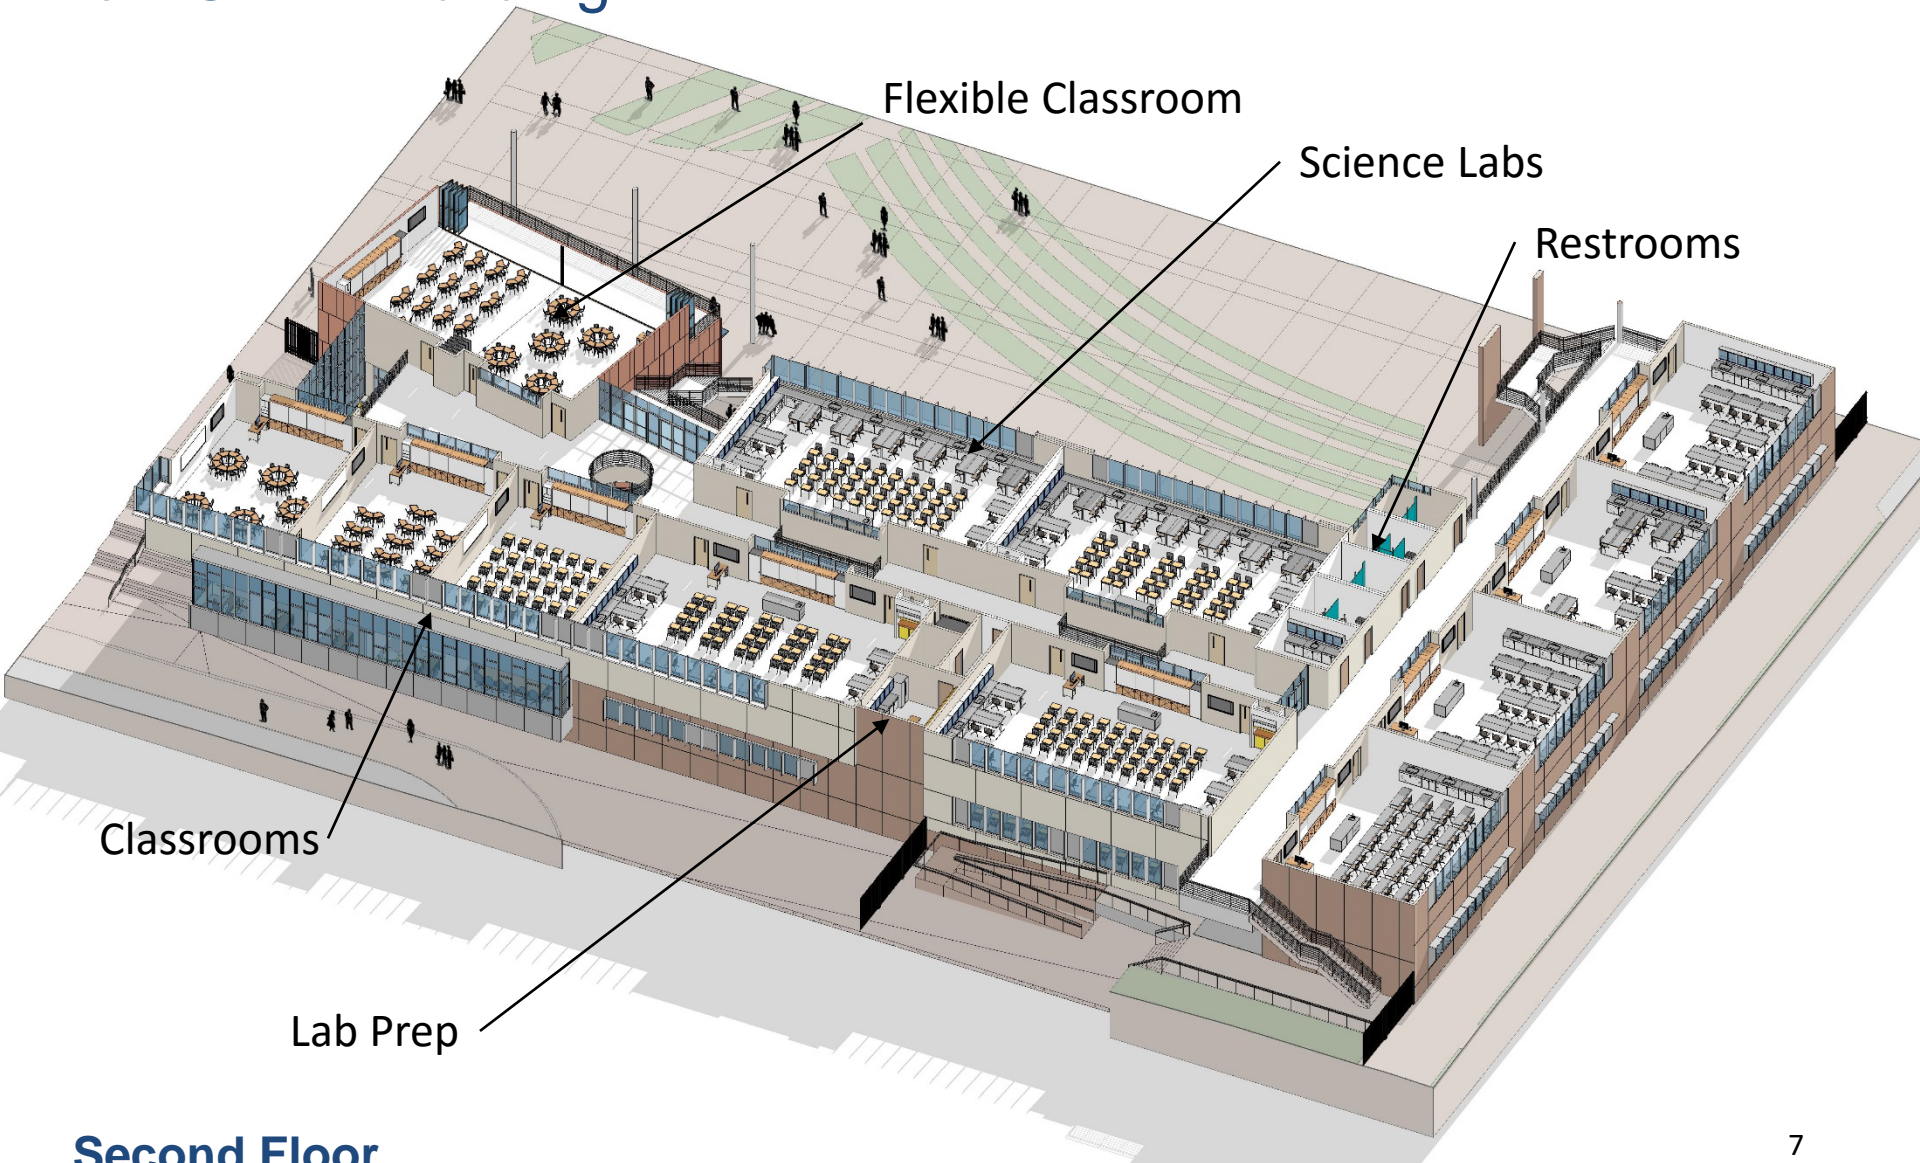 Flexible Classroom
Science Labs
Restrooms
Classrooms
Lab Prep
Second Floor
7